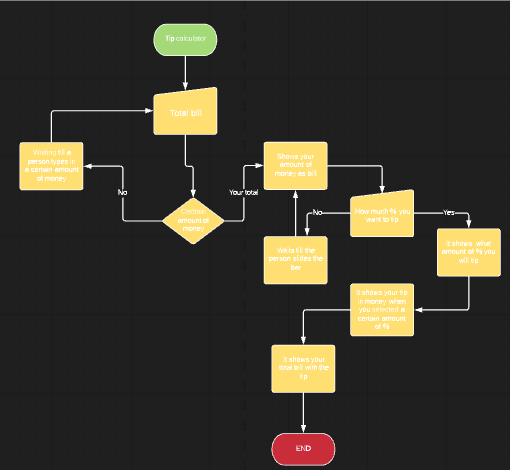 Tip calculator
Total bill
Waiting till a
person types in
a certain amount
of money
Certain
amount of
money
No
Your total
Shows your
amount of
money as bill
How much % you
want to tip
No
Yes
Waits till the
person slides the
bar
It shows what
amount of % you
will tip
It shows your tip
in money when
you selected a
certain amount
of %
It shows your
total bill with the
tip
END